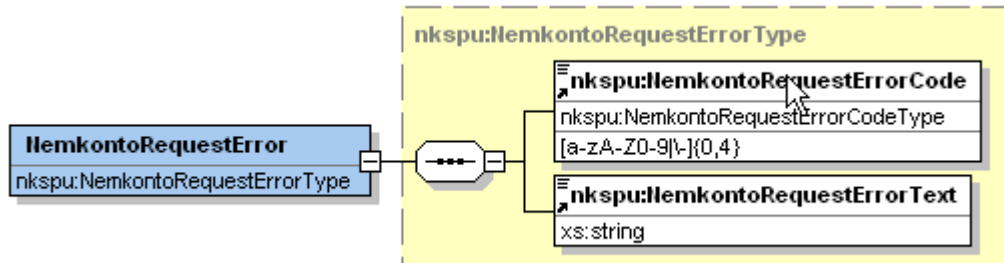 nkspu:NemkontoRequestErrorType
nkspu:NemkontoRequestErrorCode
nkspu:NemkontoRequestErrorCodeType
[a-zA-Z0-9|\-]{0,4}
NemkontoRequestError
nkspu:NemkontoRequestErrorType
nkspu:NemkontoRequestErrorText
xs:string